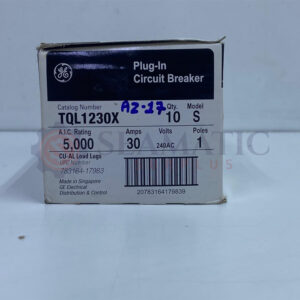 Plug-In
Circuit Breaker
Catalog Number
A2-17
Qty.
Model
TQL1230X
10
S
A.I.C. Rating
Amps
Volts
Poles
5,000
30
240AC
1
CU-AL Load Lugs
UPC Number
783164-17983
Made in Singapore
GE Electrical
Distribution & Control
20783164179839